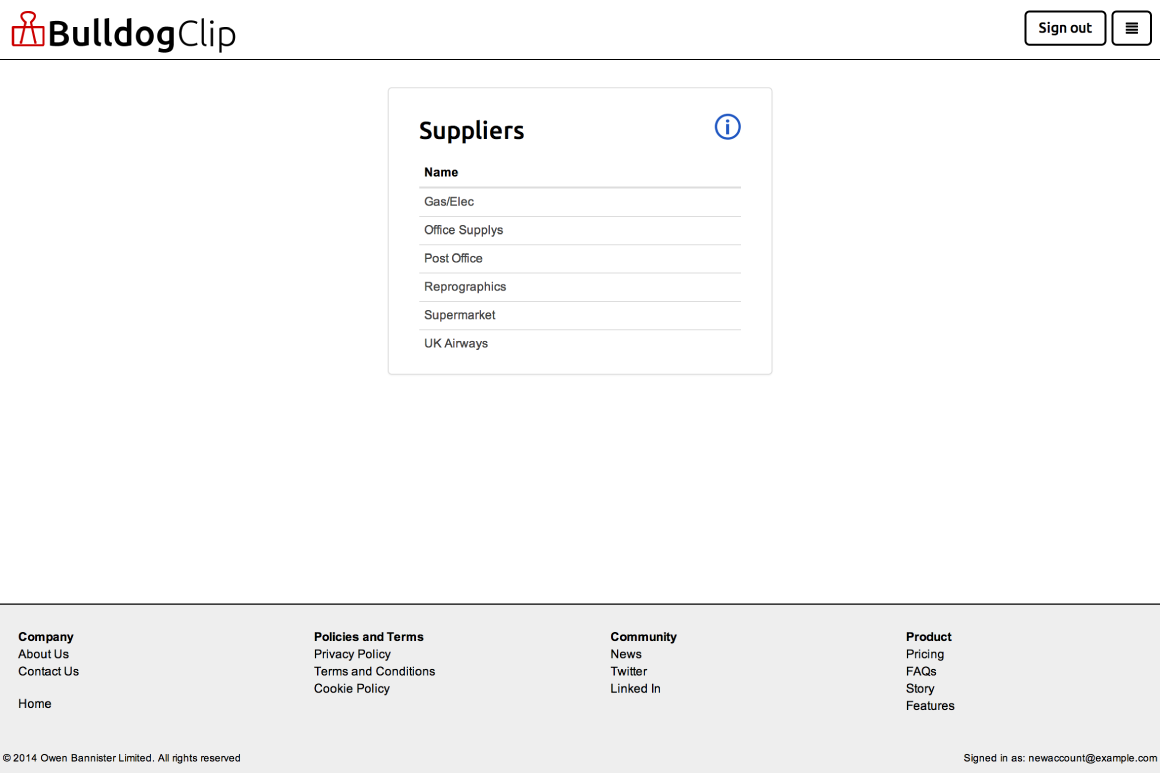 BulldogClip
Sign out
Suppliers
Name
Gas/Elec
Office Supplys
Post Office
Reprographics
Supermarket
UK Airways
Company
About Us
Contact Us
Home
Policies and Terms
Privacy Policy
Terms and Conditions
Cookie Policy
Community
News
Twitter
Linked In
Product
Pricing
FAQs
Story
Features
© 2014 Owen Bannister Limited. All rights reserved
Signed in as: newaccount@example.com